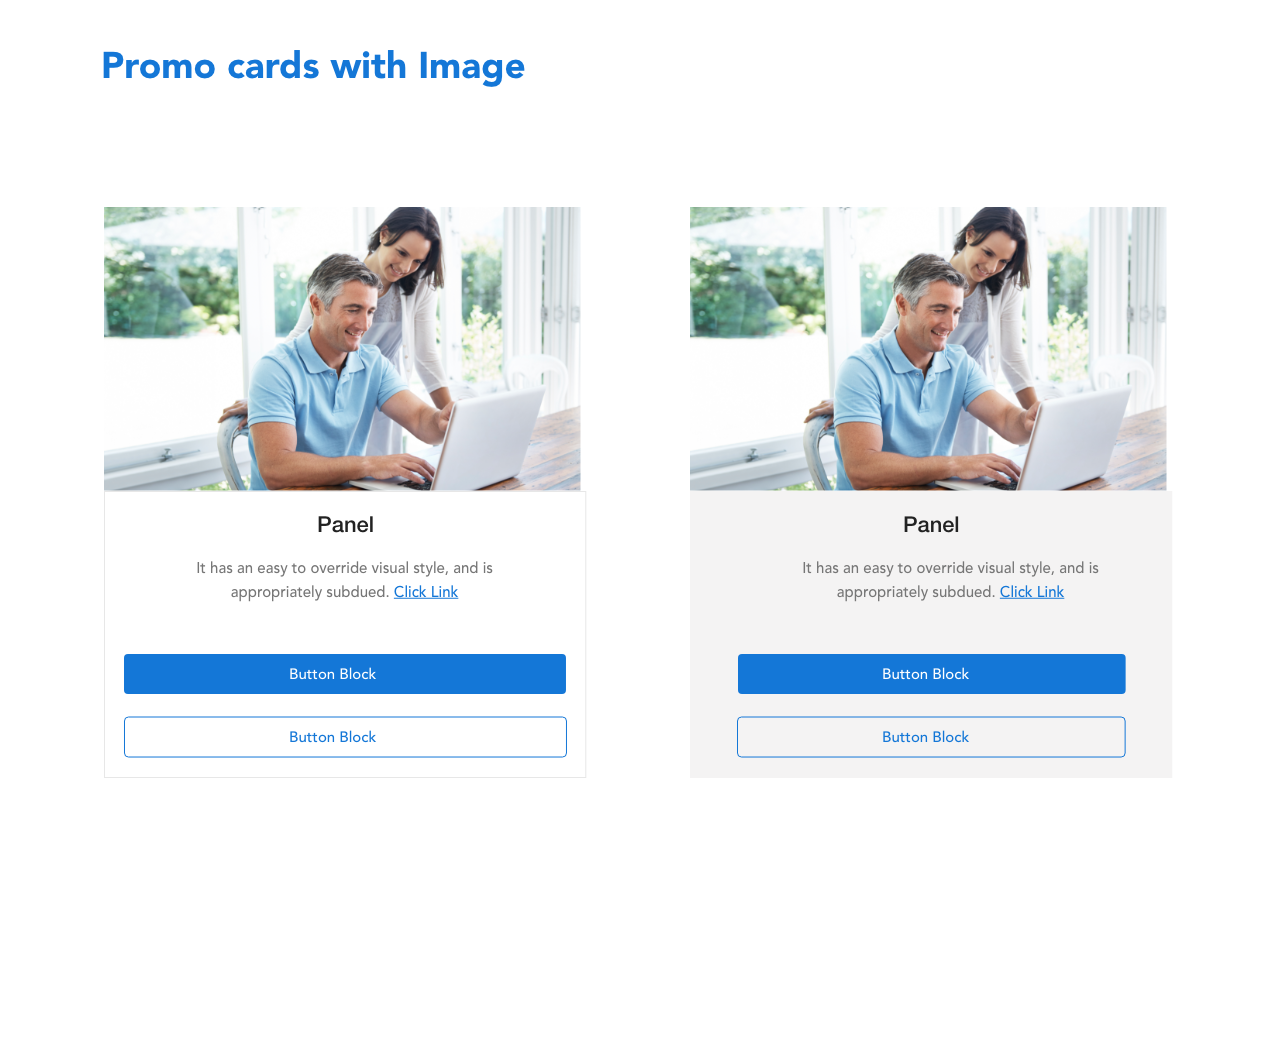 Promo cards with Image
Panel
It has an easy to override visual style, and is
appropriately subdued. Click Link
Button Block
Button Block
Panel
It has an easy to override visual style, and is
appropriately subdued. Click Link
Button Block
Button Block